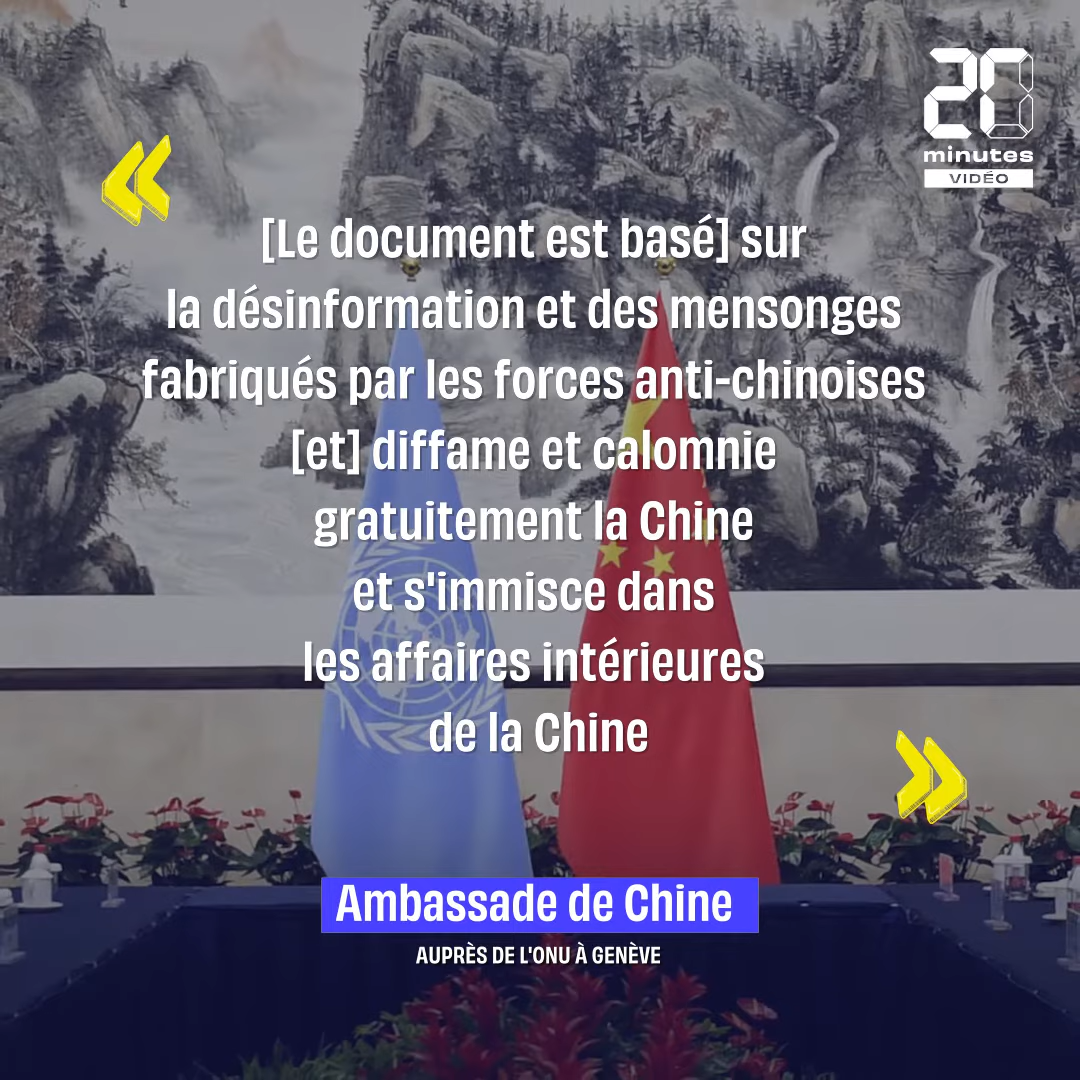 20
minutes
VIDÉO
«
[Le document est basé] sur
la désinformation et des mensonges
fabriqués par les forces anti-chinoises
[et] diffame et calomnie
gratuitement la Chine
et s'immisce dans
les affaires intérieures
de la Chine
»
Ambassade de Chine
AUPRÈS DE L'ONU À GENÈVE